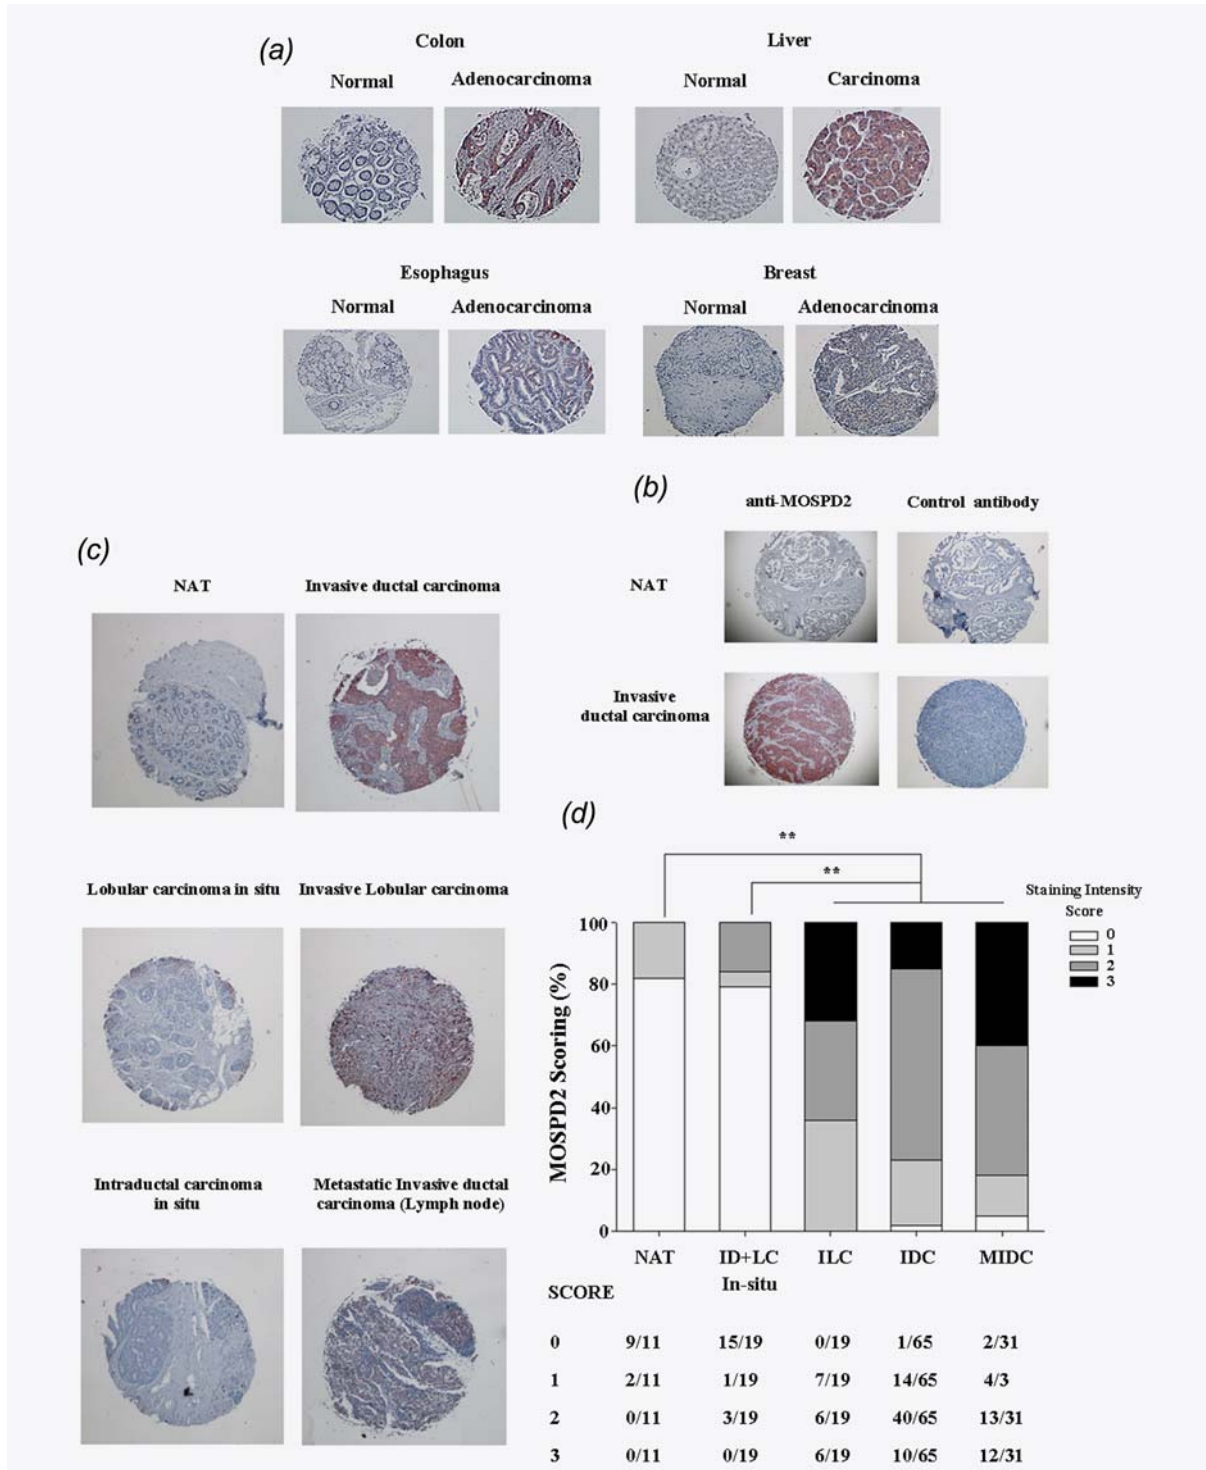 (a)
Colon
Liver
Normal
Adenocarcinoma
Normal
Carcinoma
Esophagus
Breast
Normal
Adenocarcinoma
Normal
Adenocarcinoma
(b)
anti-MOSPD2
Control antibody
NAT
Invasive
ductal carcinoma
(c)
NAT
Invasive ductal carcinoma
Lobular carcinoma in situ
Invasive Lobular carcinoma
Intraductal carcinoma
in situ
Metastatic Invasive ductal
carcinoma (Lymph node)
(d)
**
**
Staining Intensity
Score
0
1
2
3
MOSPD2 Scoring (%)
100
80
60
40
20
0
NAT
ID+LC
In-situ
ILC
IDC
MIDC
SCORE
0 9/11 15/19 0/19 1/65 2/31
1 2/11 1/19 7/19 14/65 4/3
2 0/11 3/19 6/19 40/65 13/31
3 0/11 0/19 6/19 10/65 12/31